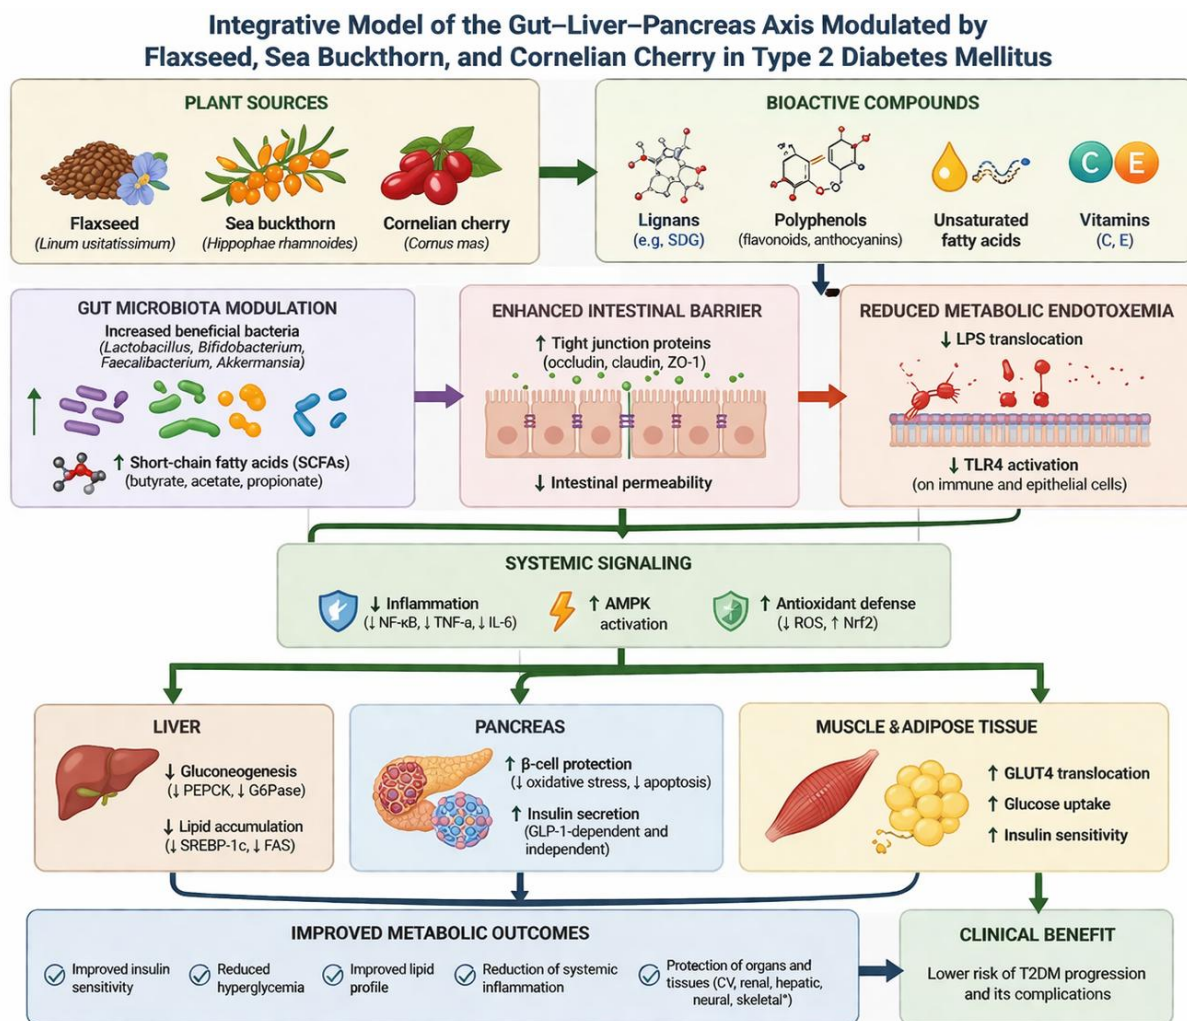 Integrative Model of the Gut–Liver–Pancreas Axis Modulated by
Flaxseed, Sea Buckthorn, and Cornelian Cherry in Type 2 Diabetes Mellitus
PLANT SOURCES
Flaxseed
(Linum usitatissimum)
Sea buckthorn
(Hippophae rhamnoides)
Cornelian cherry
(Cornus mas)
BIOACTIVE COMPOUNDS
Lignans
(e.g, SDG)
Polyphenols
(flavonoids, anthocyanins)
Unsaturated
fatty acids
C E
Vitamins
(C, E)
GUT MICROBIOTA MODULATION
Increased beneficial bacteria
(Lactobacillus, Bifidobacterium,
Faecalibacterium, Akkermansia)
↑ Short-chain fatty acids (SCFAs)
(butyrate, acetate, propionate)
ENHANCED INTESTINAL BARRIER
↑ Tight junction proteins
(occludin, claudin, ZO-1)
↓ Intestinal permeability
REDUCED METABOLIC ENDOTOXEMIA
↓ LPS translocation
↓ TLR4 activation
(on immune and epithelial cells)
SYSTEMIC SIGNALING
↓ Inflammation
(↓ NF-κB, ↓ TNF-a, ↓ IL-6)
↑ AMPK
activation
↑ Antioxidant defense
(↓ ROS, ↑ Nrf2)
LIVER
↓ Gluconeogenesis
(↓ PEPCK, ↓ G6Pase)
↓ Lipid accumulation
(↓ SREBP-1c, ↓ FAS)
PANCREAS
↑ β-cell protection
(↓ oxidative stress, ↓ apoptosis)
↑ Insulin secretion
(GLP-1-dependent and
independent)
MUSCLE & ADIPOSE TISSUE
↑ GLUT4 translocation
↑ Glucose uptake
↑ Insulin sensitivity
IMPROVED METABOLIC OUTCOMES
Improved insulin
sensitivity
Reduced
hyperglycemia
Improved lipid
profile
Reduction of systemic
inflammation
Protection of organs and
tissues (CV, renal, hepatic,
neural, skeletal*)
CLINICAL BENEFIT
Lower risk of T2DM progression
and its complications